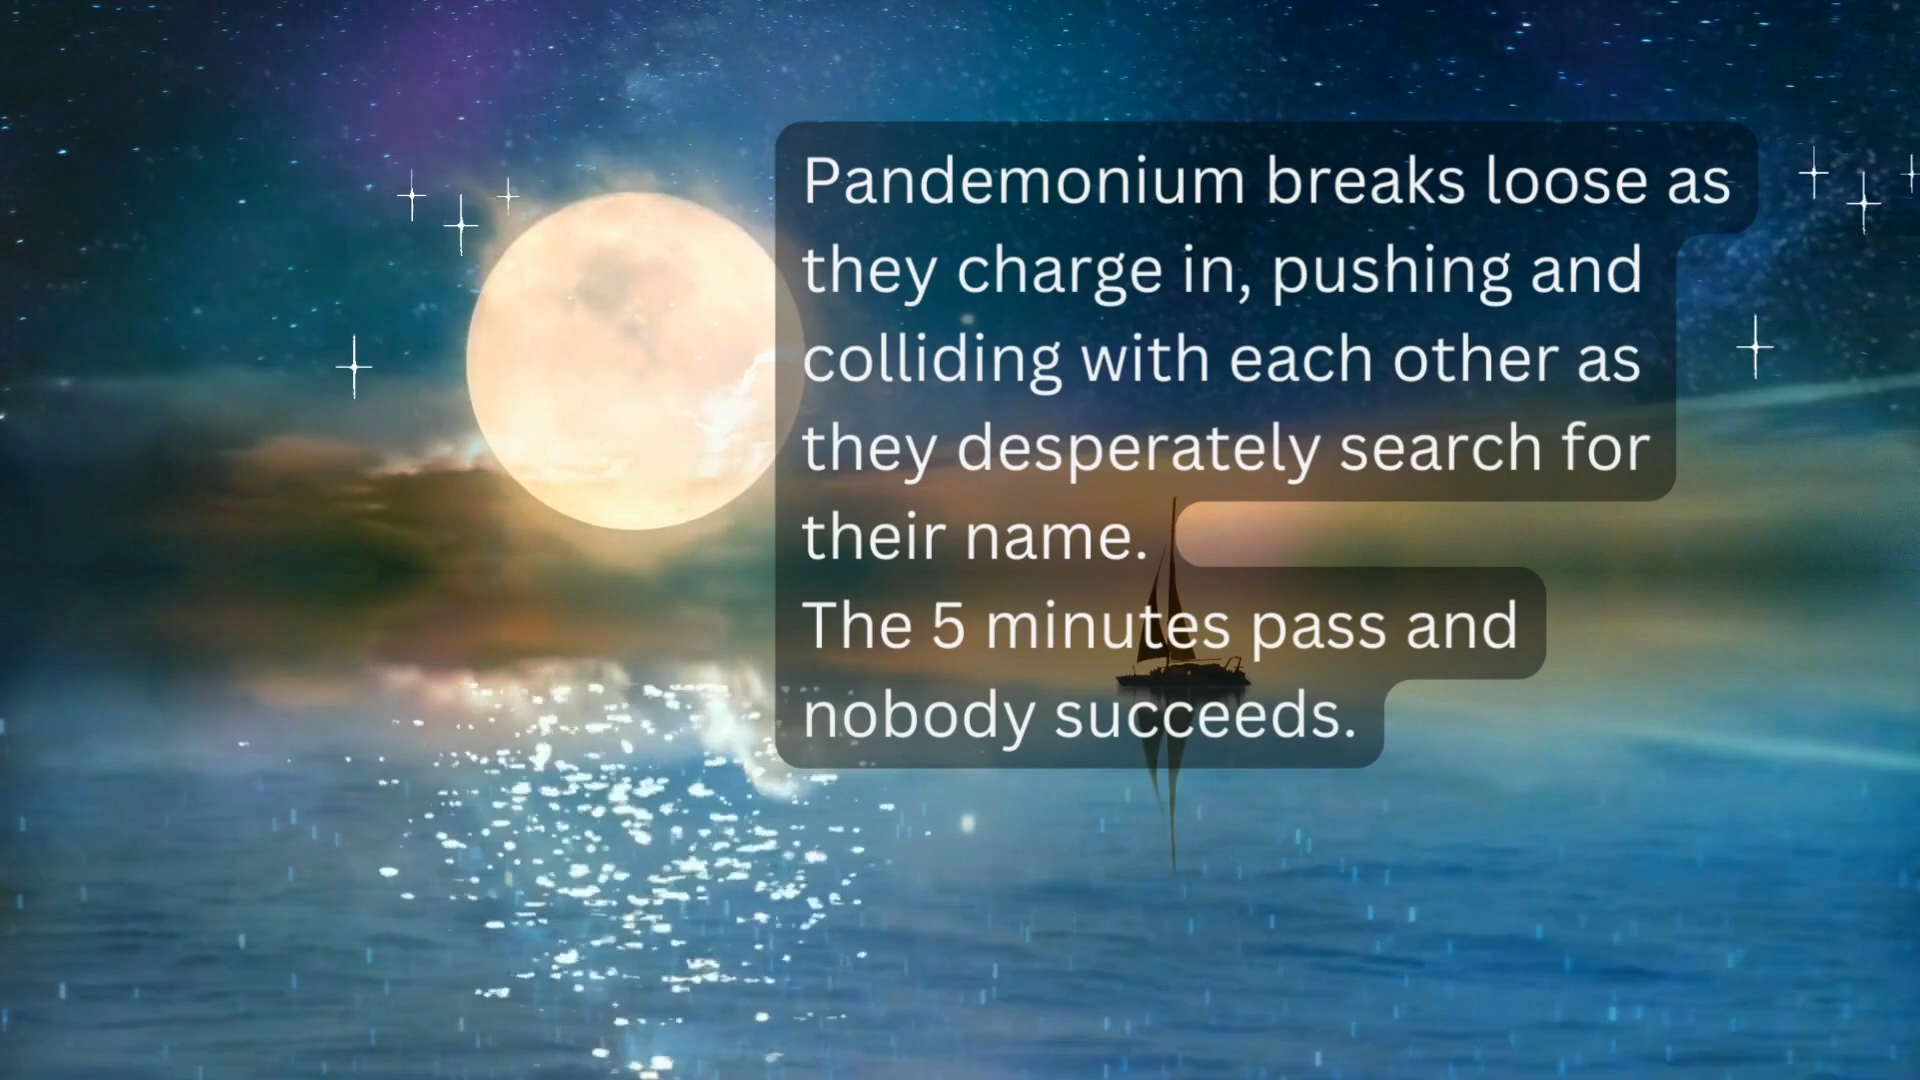 Pandemonium breaks loose as
they charge in, pushing and
colliding with each other as
they desperately search for
their name.
The 5 minutes pass and
nobody succeeds.